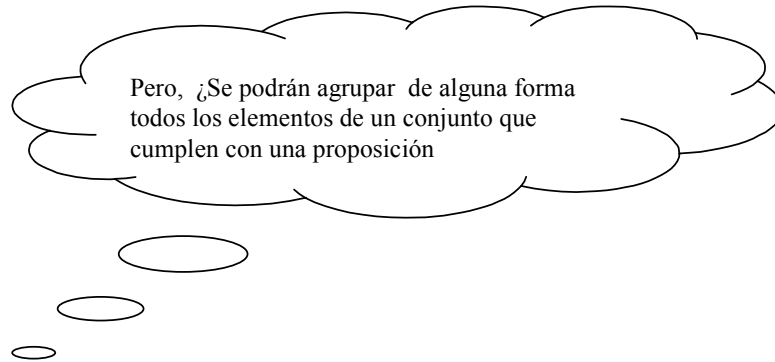 Pero, ¿Se podrán agrupar de alguna forma
todos los elementos de un conjunto que
cumplen con una proposición